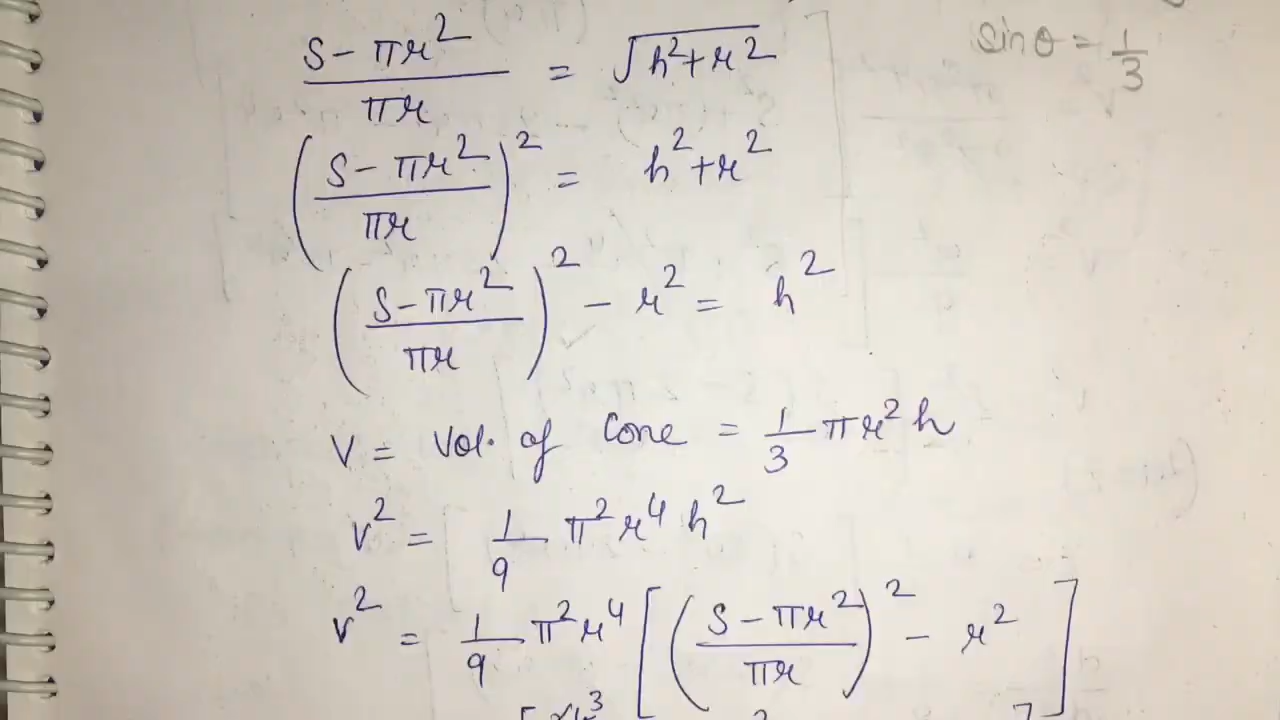 sin θ = 1/3
(S - πr²)/(πr) = √(h² + r²)
((S - πr²)/(πr))² = h² + r²
((S - πr²)/(πr))² - r² = h²
V = Vol. of Cone = 1/3 πr²h
v² = 1/9 π²r⁴h²
v² = 1/9 π²r⁴[((S - πr²)/(πr))² - r²]